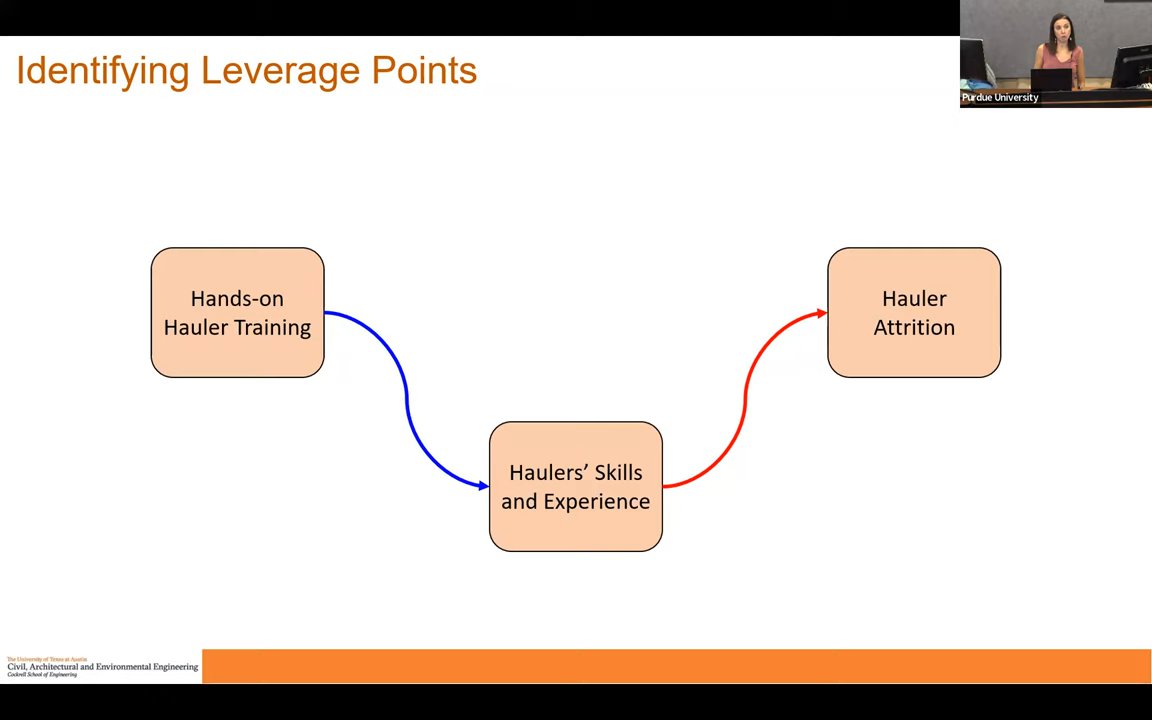 Identifying Leverage Points
Purdue University
Hands-on
Hauler Training
Hauler
Attrition
Haulers’ Skills
and Experience
The University of Texas at Austin
Civil, Architectural and Environmental Engineering
Cockrell School of Engineering